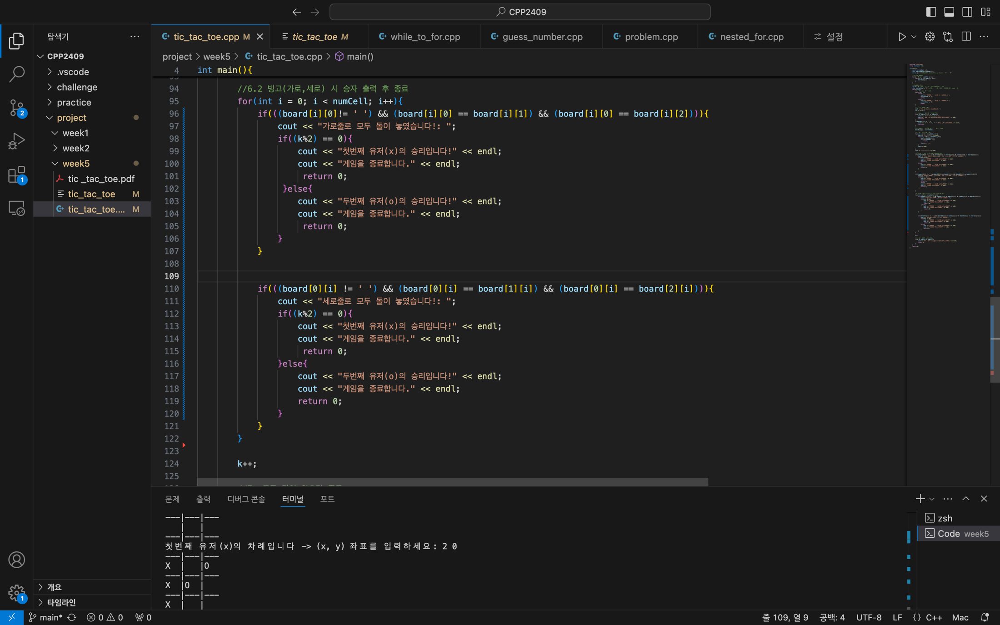 CPP2409
탐색기
tic_tac_toe.cpp M
tic_tac_toe M
while_to_for.cpp
guess_number.cpp
problem.cpp
nested_for.cpp
설정
CPP2409
.vscode
challenge
practice
project
week1
week2
week5
tic _tac_toe.pdf
tic_tac_toe M
tic_tac_toe.... M
개요
타임라인
project > week5 > tic_tac_toe.cpp > main()
4 int main(){
94 //6.2 빙고(가로,세로) 시 승자 출력 후 종료
95 for(int i = 0; i < numCell; i++){
96 if(((board[i][0]!= ' ') && (board[i][0] == board[i][1]) && (board[i][0] == board[i][2]))){
97 cout << "가로줄로 모두 돌이 놓였습니다!: ";
98 if((k%2) == 0){
99 cout << "첫번째 유저(x)의 승리입니다!" << endl;
100 cout << "게임을 종료합니다." << endl;
101 return 0;
102 }else{
103 cout << "두번째 유저(o)의 승리입니다!" << endl;
104 cout << "게임을 종료합니다." << endl;
105 return 0;
106 }
107 }
108
109
110 if(((board[0][i] != ' ') && (board[0][i] == board[1][i]) && (board[0][i] == board[2][i]))){
111 cout << "세로줄로 모두 돌이 놓였습니다!: ";
112 if((k%2) == 0){
113 cout << "첫번째 유저(x)의 승리입니다!" << endl;
114 cout << "게임을 종료합니다." << endl;
115 return 0;
116 }else{
117 cout << "두번째 유저(o)의 승리입니다!" << endl;
118 cout << "게임을 종료합니다." << endl;
119 return 0;
120 }
121 }
122 }
123
124 k++;
125
문제 출력 디버그 콘솔 터미널 포트
---|---|---
   |   |
---|---|---
첫번째 유저(x)의 차례입니다 -> (x, y) 좌표를 입력하세요: 2 0
---|---|---
X  |   |O
---|---|---
X  |O  |
---|---|---
X  |   |
zsh
Code week5
2
1
1
main* 0 0 0
줄 109, 열 9 공백: 4 UTF-8 LF {} C++ Mac